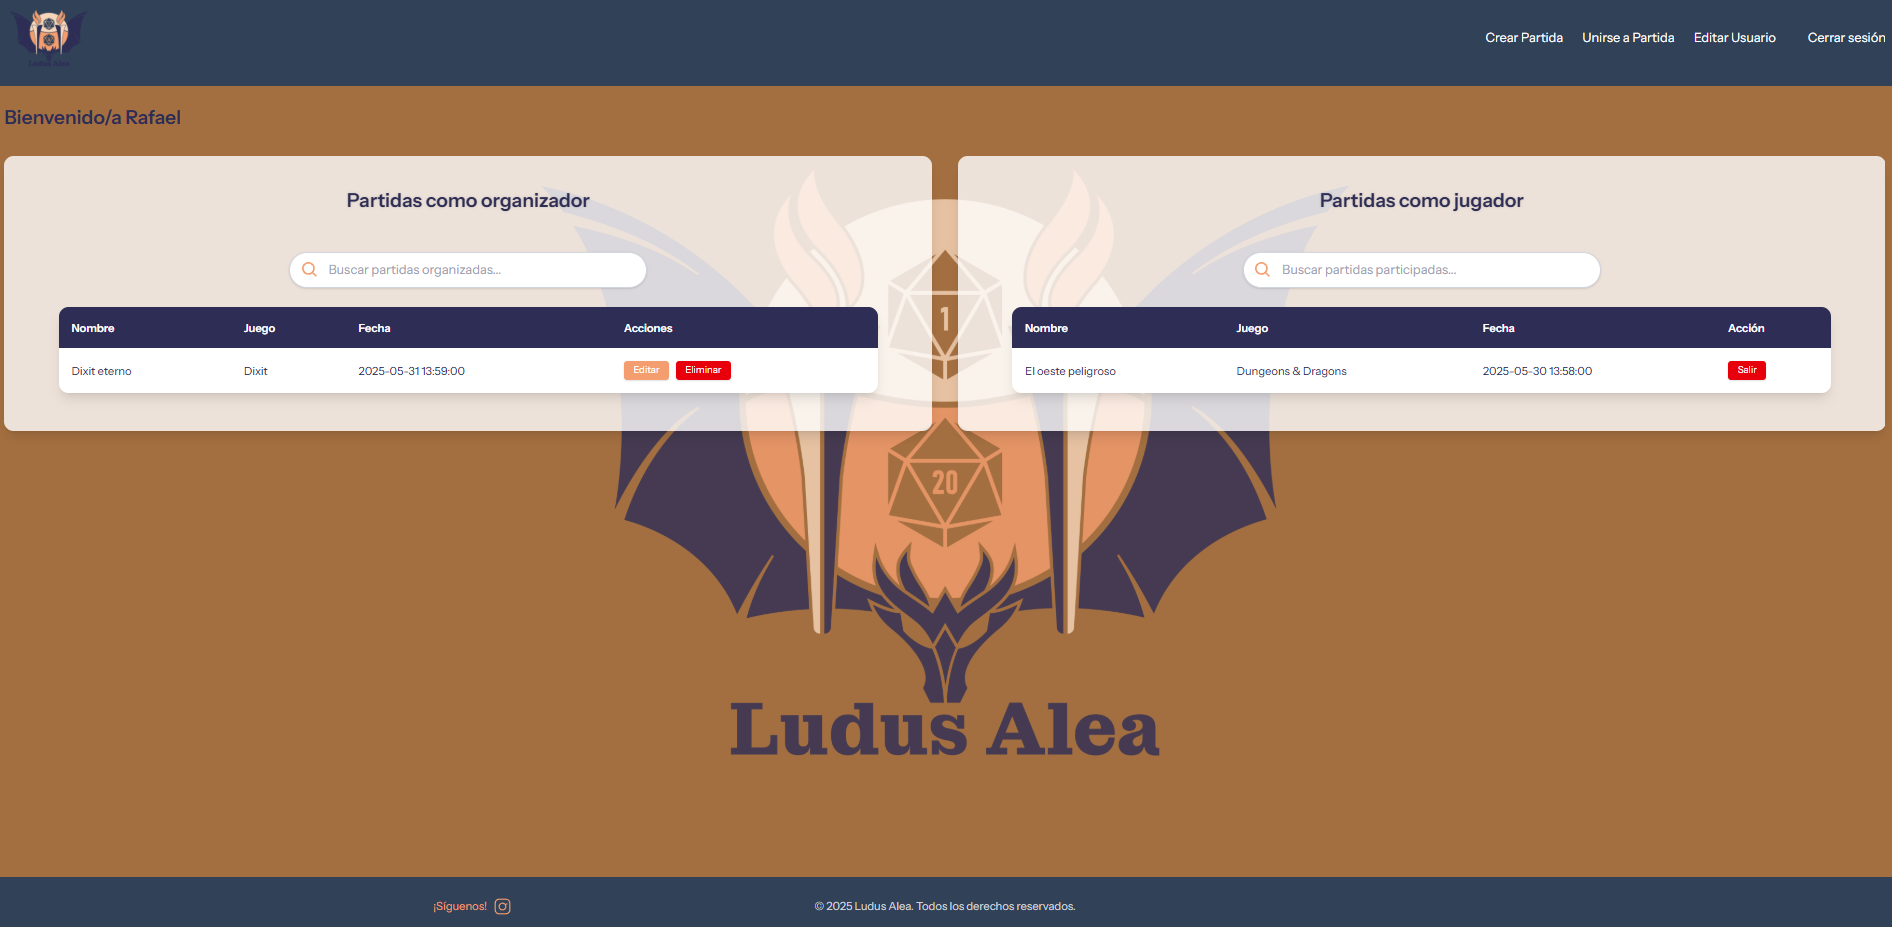 Ludus Alea
Crear Partida Unirse a Partida Editar Usuario Cerrar sesión
Bienvenido/a Rafael
Partidas como organizador
Buscar partidas organizadas...
Nombre Juego Fecha Acciones
Dixit eterno Dixit 2025-05-31 13:59:00 Editar Eliminar
Partidas como jugador
Buscar partidas participadas...
Nombre Juego Fecha Acción
El oeste peligroso Dungeons & Dragons 2025-05-30 13:58:00 Salir
1
20
Ludus Alea
¡Síguenos! © 2025 Ludus Alea. Todos los derechos reservados.